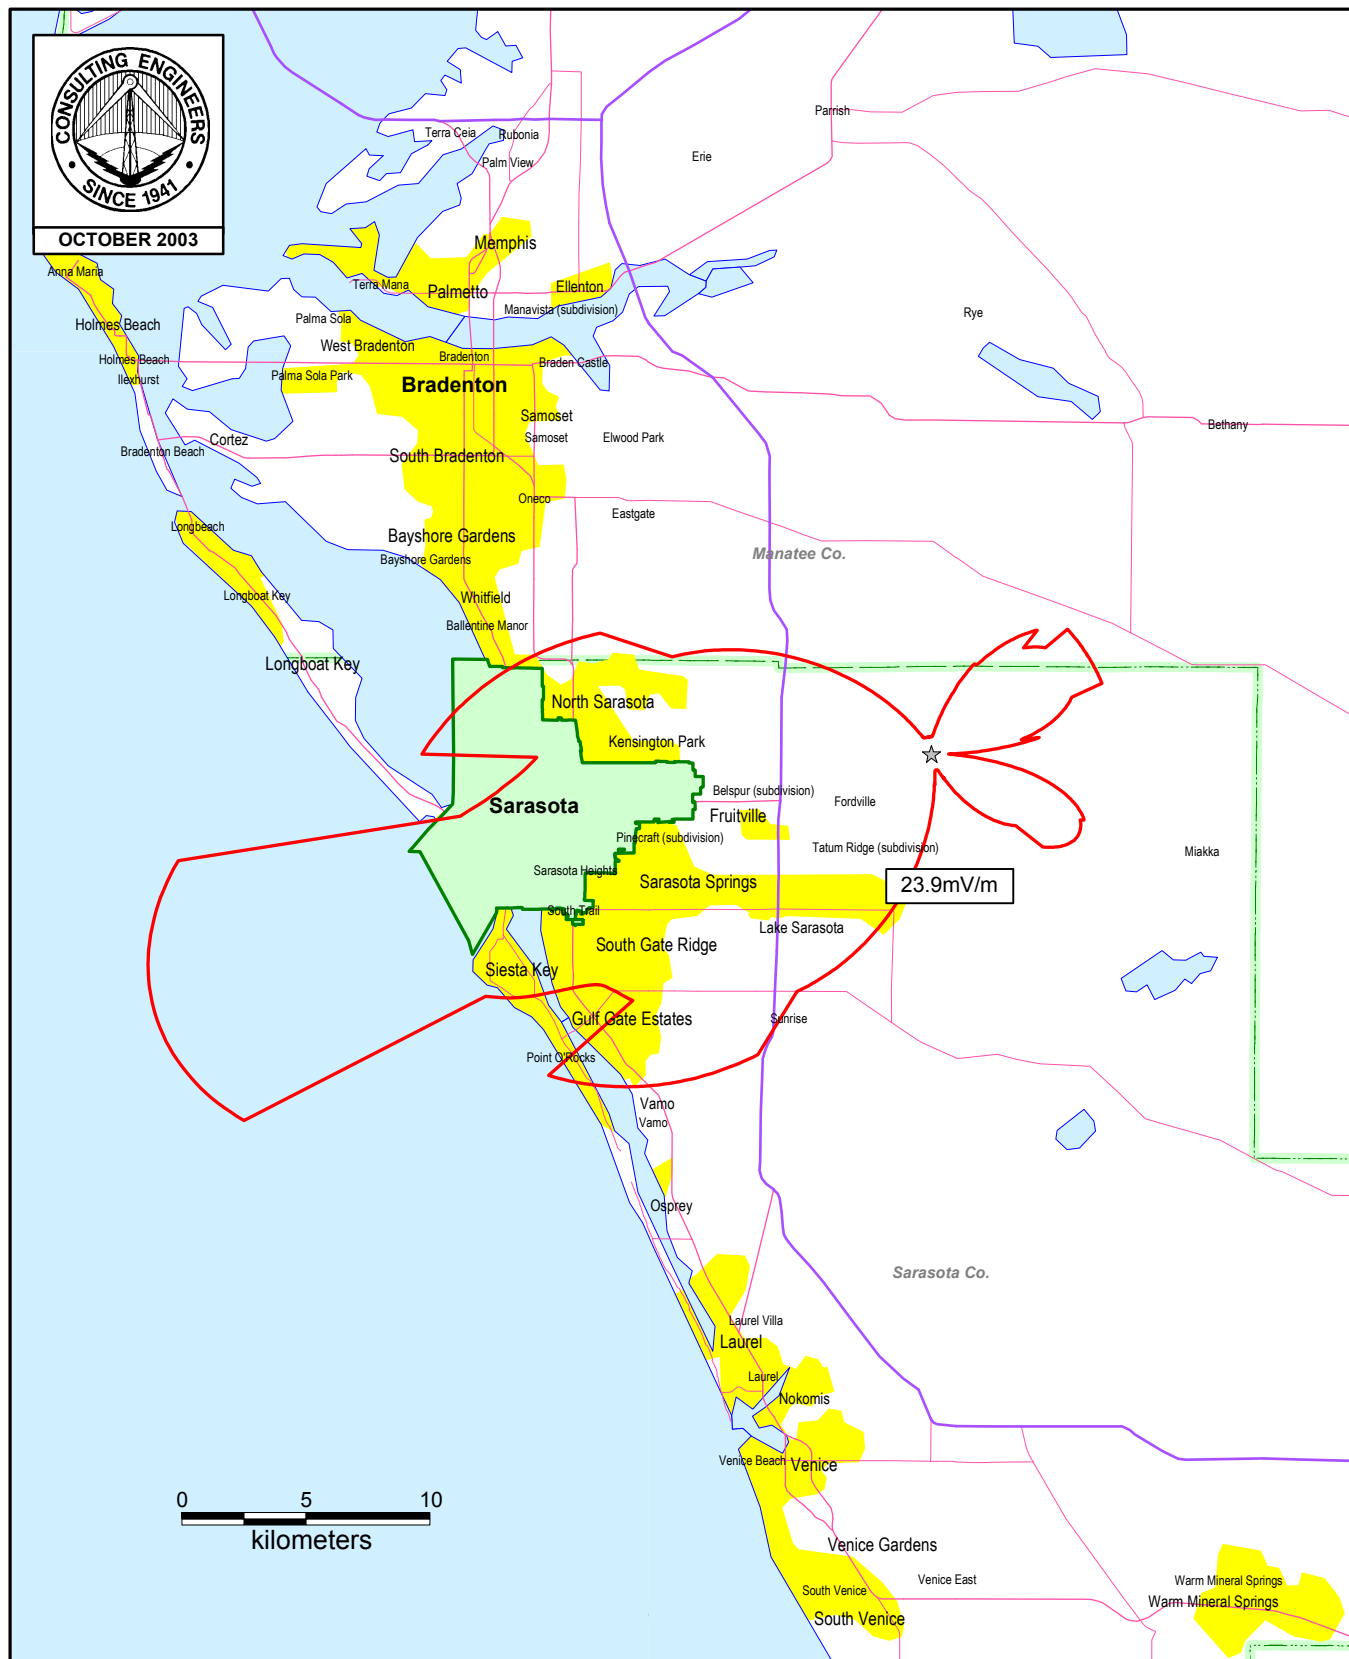 CONSULTING ENGINEERS
• SINCE 1941 •
OCTOBER 2003
Parrish
Terra Ceia
Rubonia
Palm View
Erie
Memphis
Anna Maria
Terra Mana
Palmetto
Ellenton
Manavista (subdivision)
Rye
Palma Sola
Holmes Beach
West Bradenton
Bradenton
Holmes Beach
Braden Castle
Ilexhurst
Palma Sola Park
Bradenton
Samoset
Bethany
Samoset
Elwood Park
Cortez
Bradenton Beach
South Bradenton
Oneco
Eastgate
Longbeach
Bayshore Gardens
Manatee Co.
Bayshore Gardens
Longboat Key
Whitfield
Ballentine Manor
Longboat Key
North Sarasota
Kensington Park
Belspur (subdivision)
Fordville
Sarasota
Fruitville
Pinecraft (subdivision)
Tatum Ridge (subdivision)
Miakka
Sarasota Heights
Sarasota Springs
23.9mV/m
South Trail
Lake Sarasota
South Gate Ridge
Siesta Key
Gulf Gate Estates
Sunrise
Point O'Rocks
Vamo
Vamo
Osprey
Sarasota Co.
Laurel Villa
Laurel
Laurel
Nokomis
Venice Beach
Venice
0 5 10
kilometers
Venice Gardens
Venice East
Warm Mineral Springs
South Venice
Warm Mineral Springs
South Venice